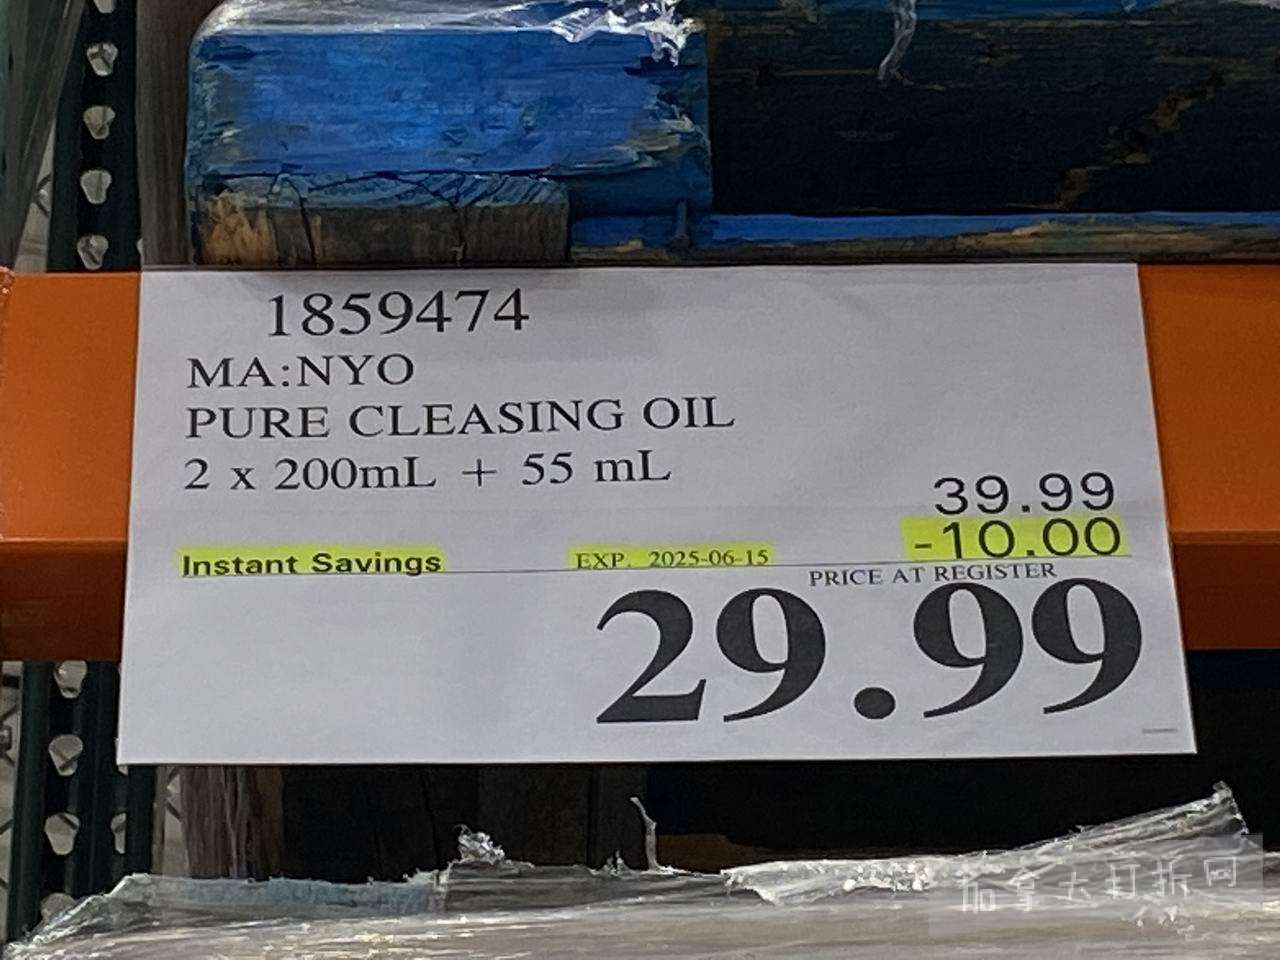 1859474
MA:NYO
PURE CLEASING OIL
2 x 200mL + 55 mL
39.99
-10.00
Instant Savings EXP. 2025-06-15
PRICE AT REGISTER
29.99
加拿大打折网